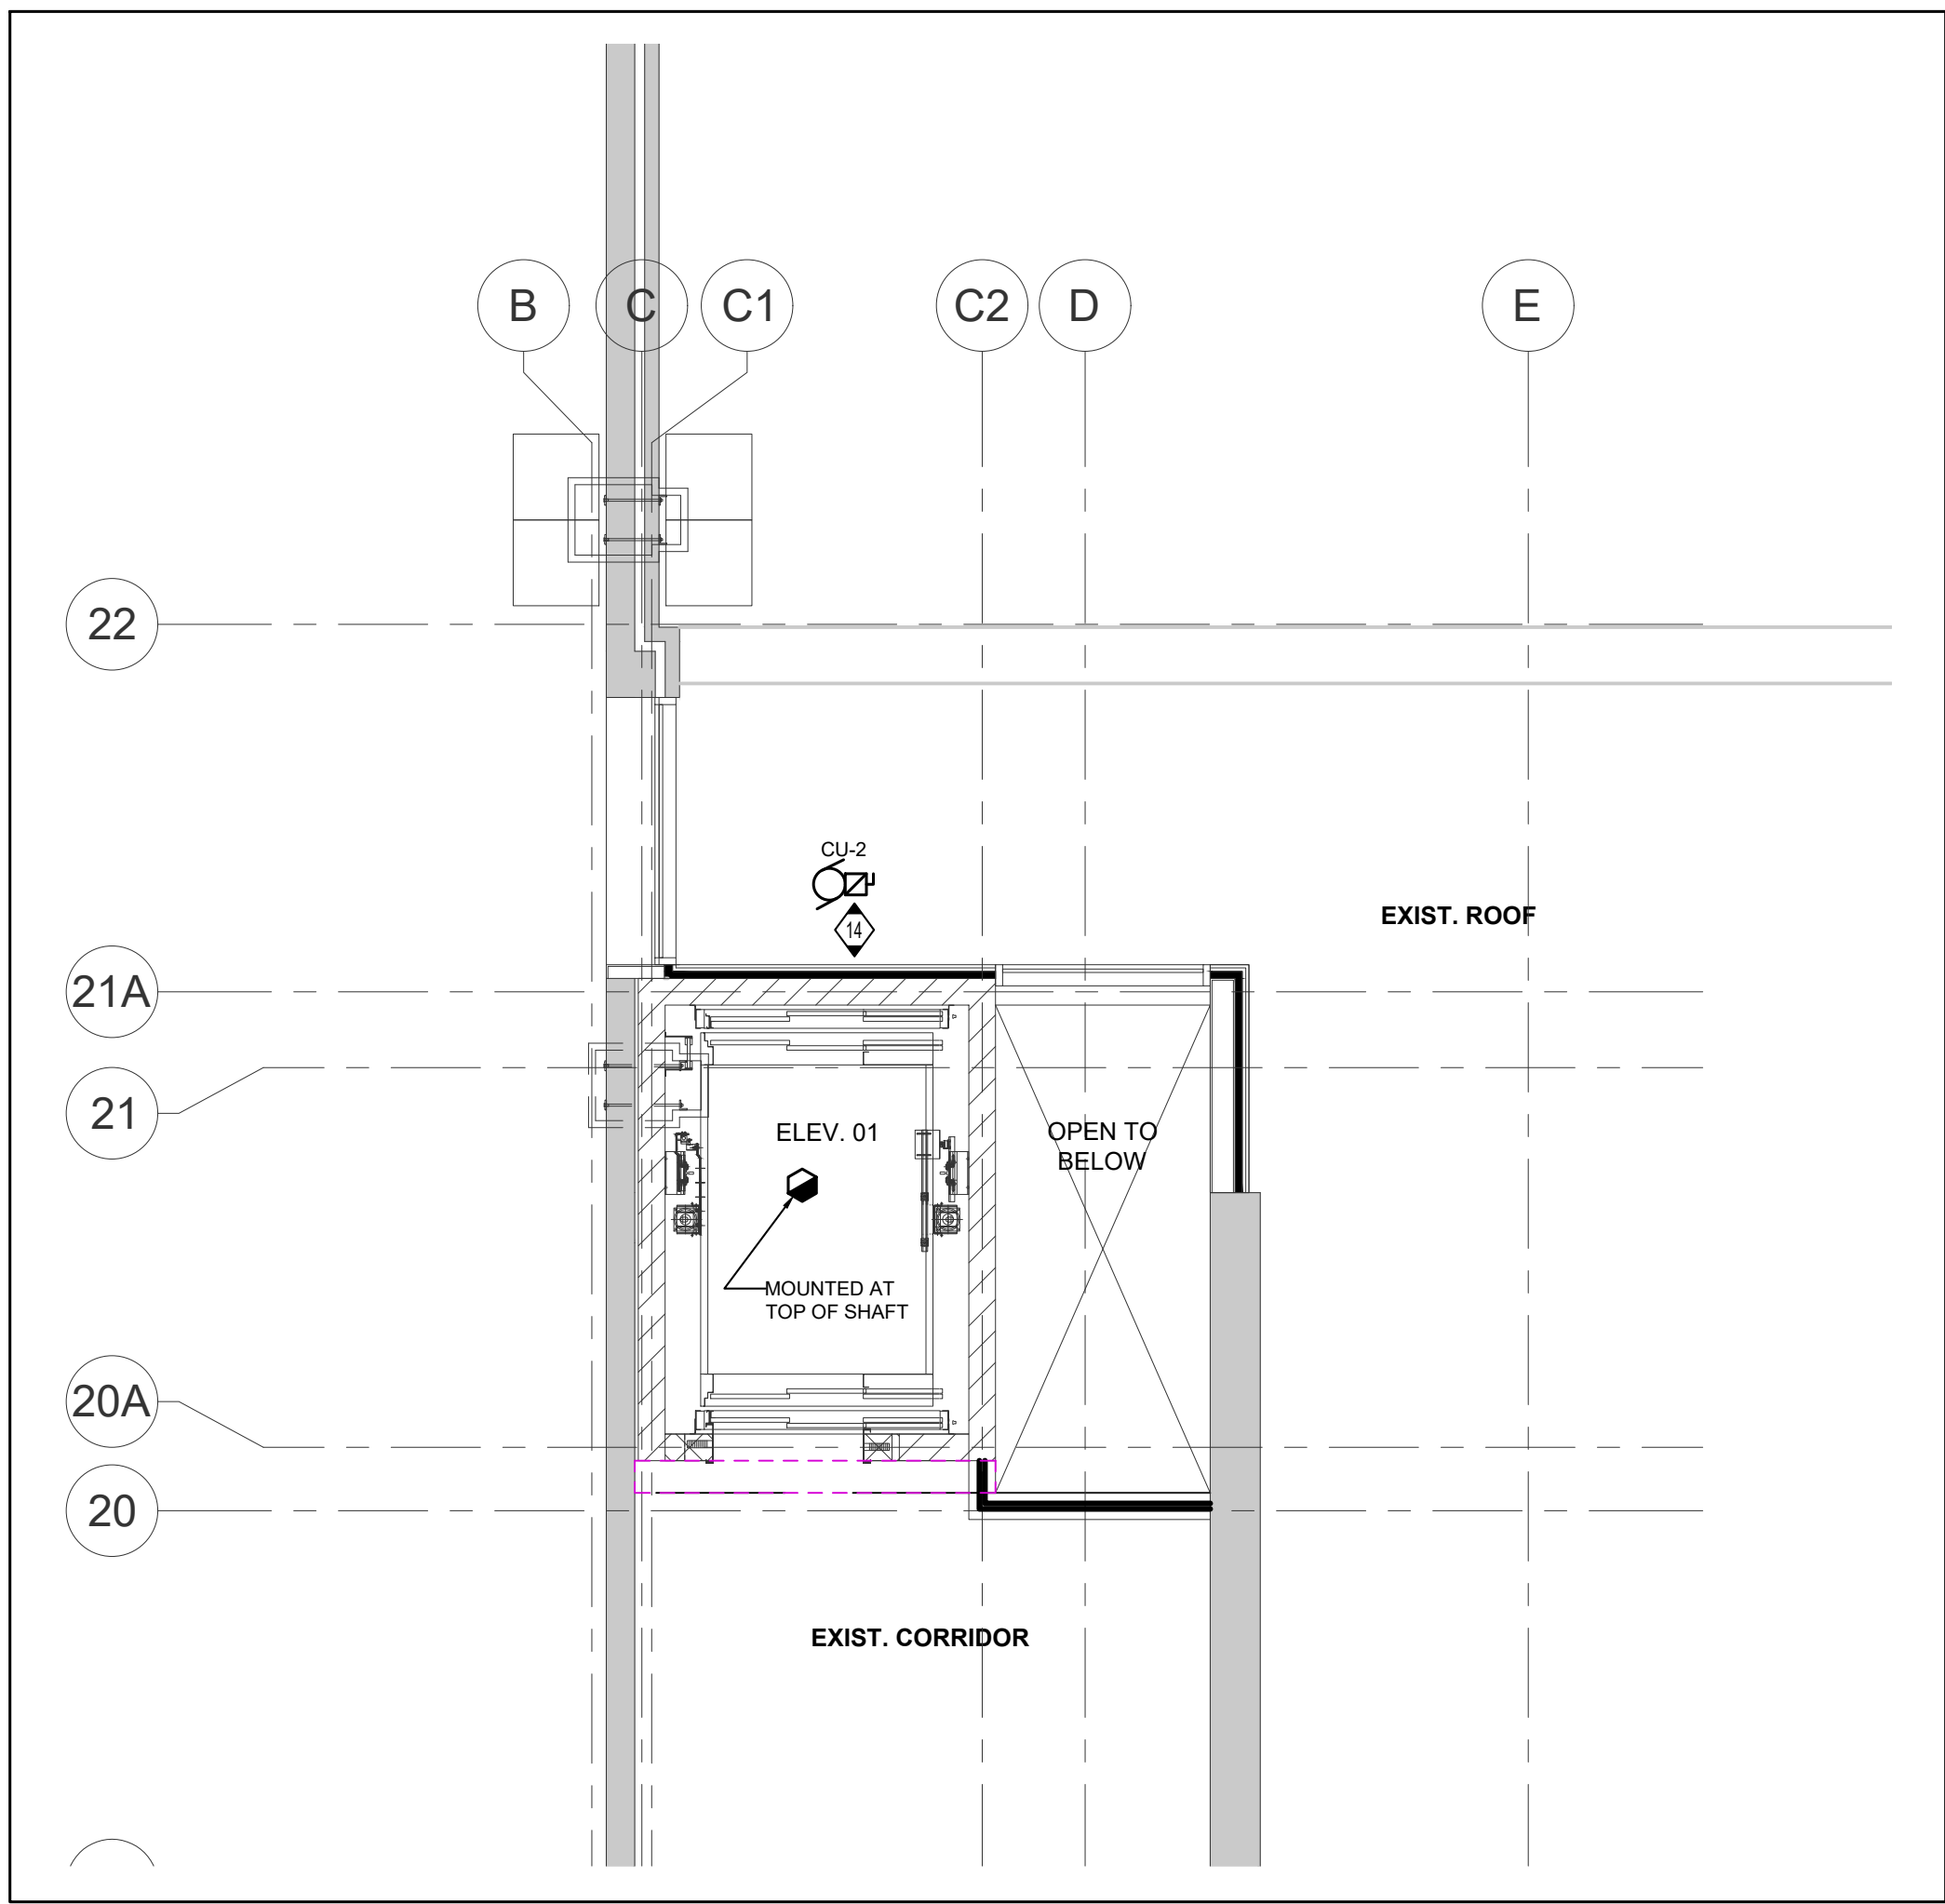 B
C
C1
C2
D
E
22
CU-2
14
EXIST. ROOF
21A
21
ELEV. 01
OPEN TO
BELOW
MOUNTED AT
TOP OF SHAFT
20A
20
EXIST. CORRIDOR